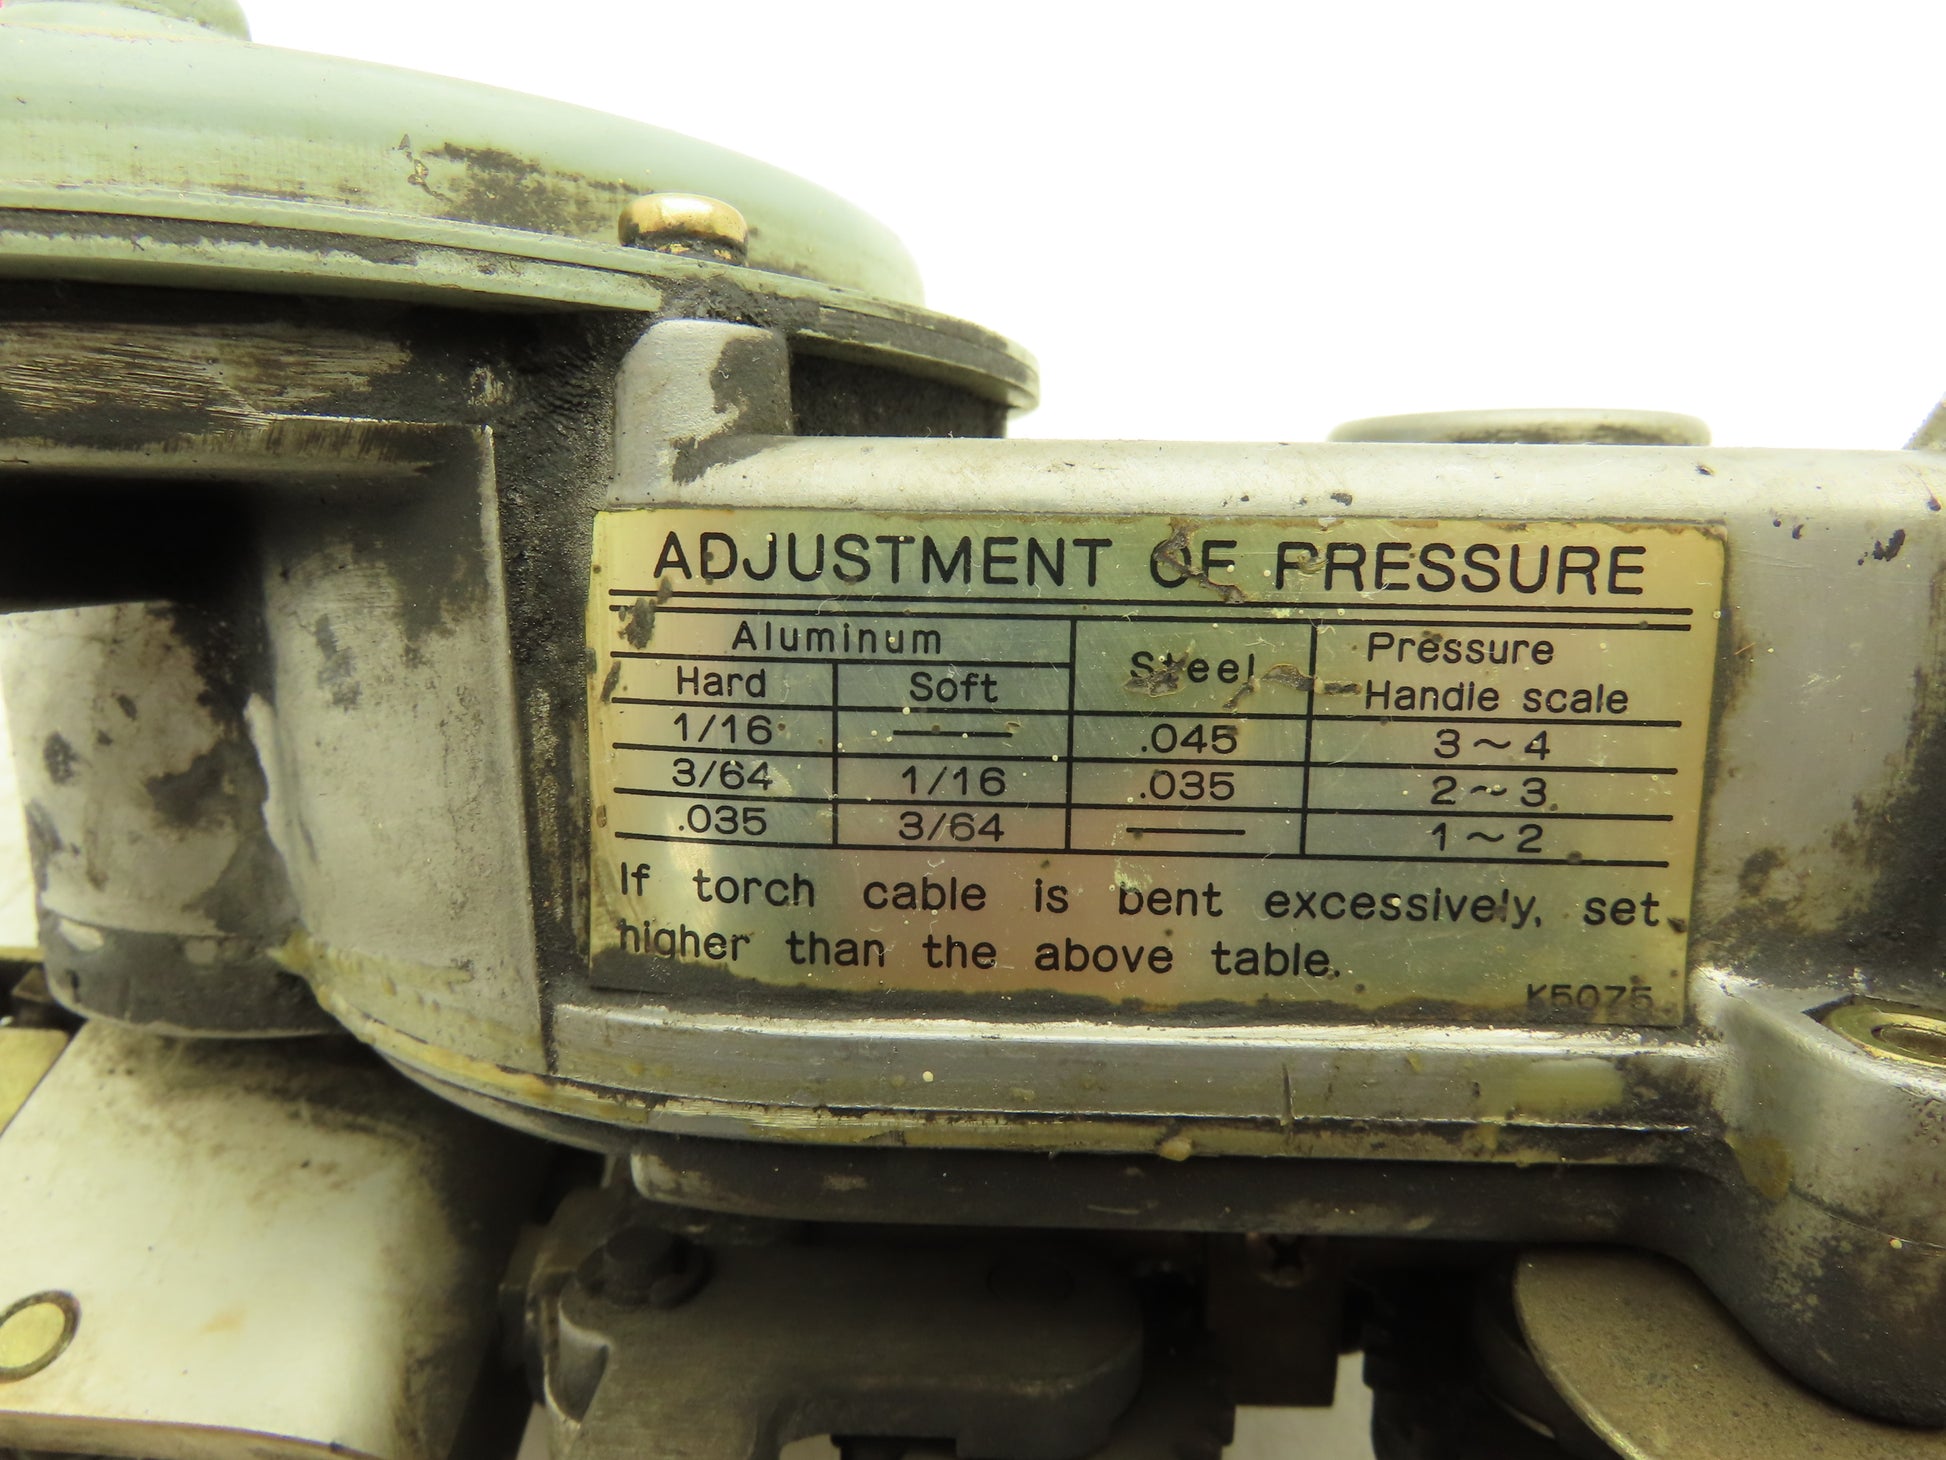 ADJUSTMENT OF PRESSURE
Aluminum Steel Pressure Handle scale
Hard Soft
1/16 —— .045 3～4
3/64 1/16 .035 2～3
.035 3/64 —— 1～2
If torch cable is bent excessively, set
higher than the above table.
K5075